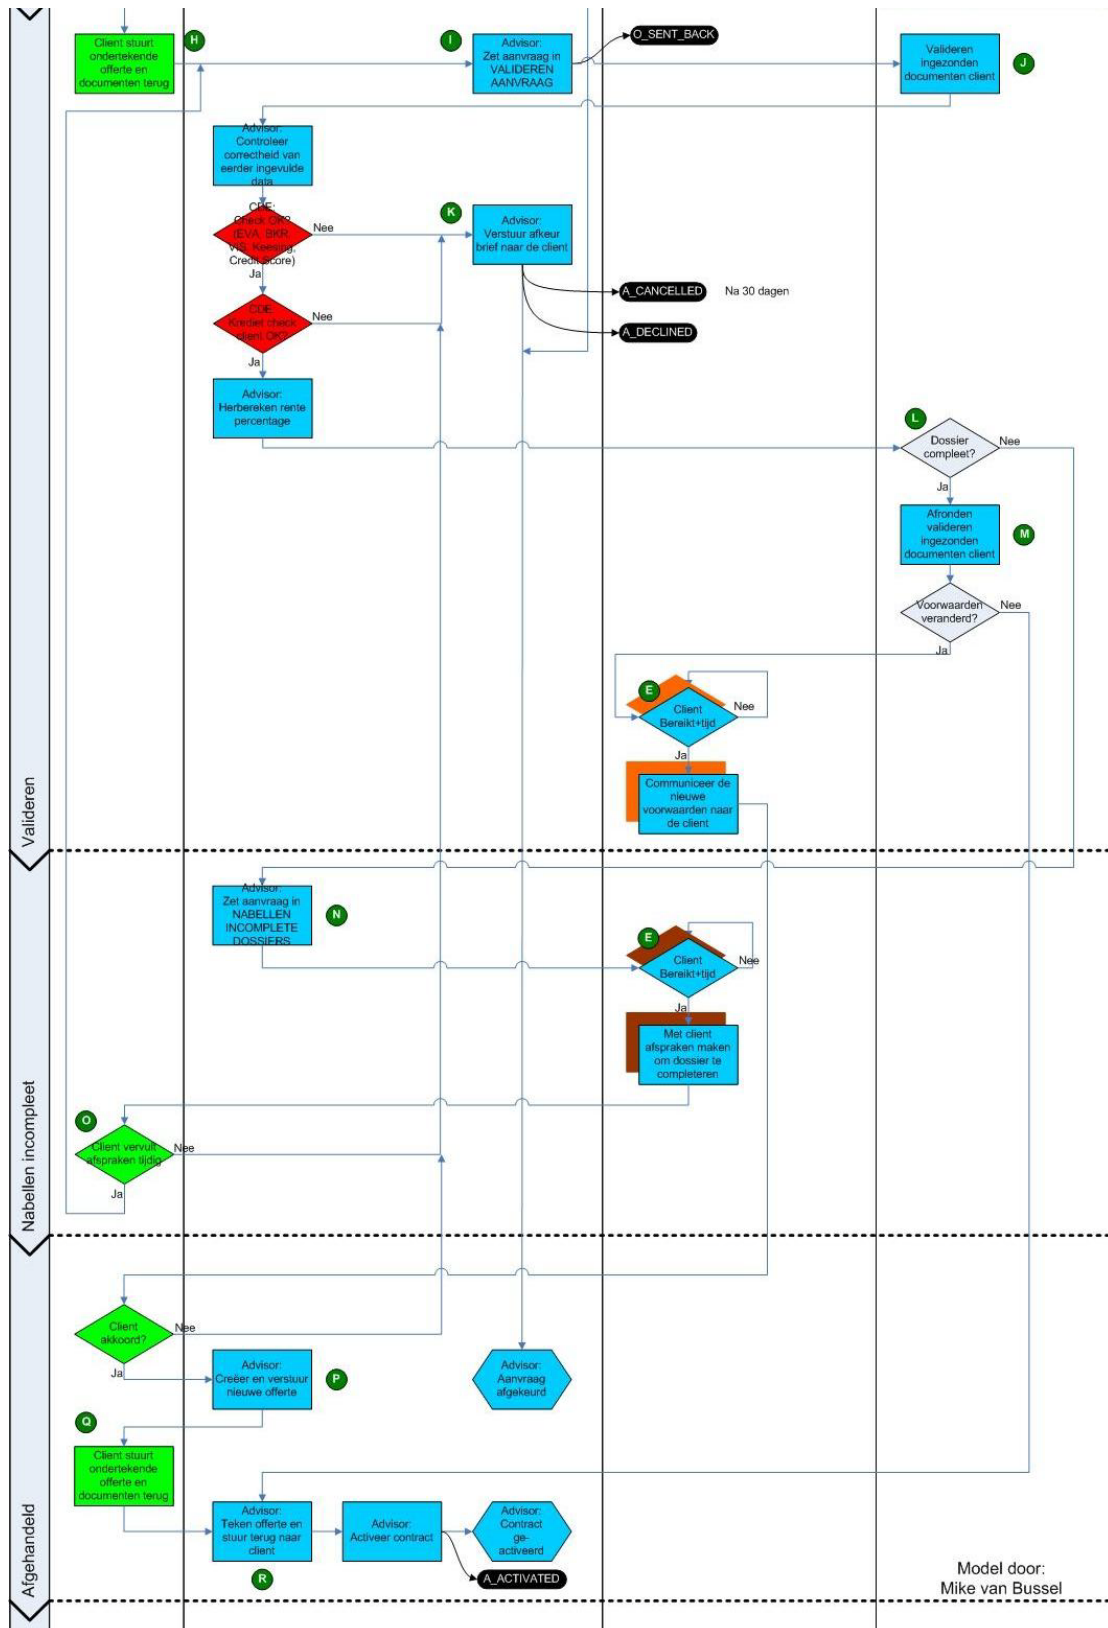 Client stuurt
ondertekende
offerte en
documenten terug
H
I
Advisor:
Zet aanvraag in
VALIDEREN
AANVRAAG
O_SENT_BACK
Valideren
ingezonden
documenten client
J
Advisor:
Controleer
correctheid van
eerder ingevulde
data
CDE:
Check OK?
(EVA, BKR,
VIS, Keesing,
Credit Score)
Nee
Ja
K
Advisor:
Verstuur afkeur
brief naar de client
A_CANCELLED
Na 30 dagen
A_DECLINED
CDE:
Krediet check
client OK?
Nee
Ja
Advisor:
Herbereken rente
percentage
L
Dossier
compleet?
Nee
Ja
Afronden
valideren
ingezonden
documenten client
M
Voorwaarden
veranderd?
Nee
Ja
E
Client
Bereikt+tijd
Nee
Ja
Communiceer de
nieuwe
voorwaarden naar
de client
Valideren
Advisor:
Zet aanvraag in
NABELLEN
INCOMPLETE
DOSSIERS
N
E
Client
Bereikt+tijd
Nee
Ja
Met client
afspraken maken
om dossier te
completeren
O
Client vervult
afspraken tijdig
Nee
Ja
Nabellen incompleet
Client
akkoord?
Nee
Ja
Advisor:
Creëer en verstuur
nieuwe offerte
P
Advisor:
Aanvraag
afgekeurd
Q
Client stuurt
ondertekende
offerte en
documenten terug
Advisor:
Teken offerte en
stuur terug naar
client
R
Advisor:
Activeer contract
Advisor:
Contract
ge-
activeerd
A_ACTIVATED
Afgehandeld
Model door:
Mike van Bussel